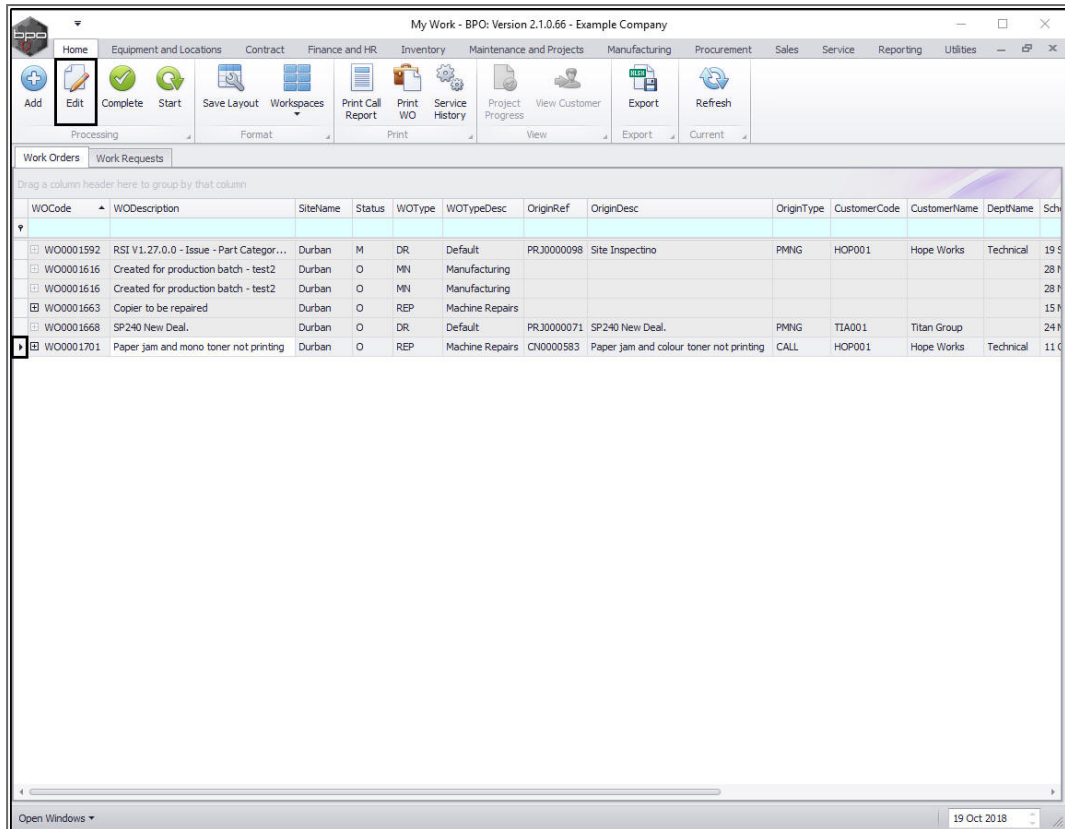 bpo
My Work - BPO: Version 2.1.0.66 - Example Company
Home Equipment and Locations Contract Finance and HR Inventory Maintenance and Projects Manufacturing Procurement Sales Service Reporting Utilities
Add Edit Complete Start Save Layout Workspaces Print Call Report Print WO Service History Project Progress View Customer Export Refresh
Processing Format Print View Export Current
Work Orders Work Requests
Drag a column header here to group by that column
WOCode WODescription SiteName Status WOType WOTypeDesc OriginRef OriginDesc OriginType CustomerCode CustomerName DeptName
WO0001592 RSI V1.27.0.0 - Issue - Part Categor... Durban M DR Default PRJ0000098 Site Inspectino PMNG HOP001 Hope Works Technical 19
WO0001616 Created for production batch - test2 Durban O MN Manufacturing 28
WO0001616 Created for production batch - test2 Durban O MN Manufacturing 28
WO0001663 Copier to be repaired Durban O REP Machine Repairs 15
WO0001668 SP240 New Deal. Durban O DR Default PRJ0000071 SP240 New Deal. PMNG TIA001 Titan Group 24
WO0001701 Paper jam and mono toner not printing Durban O REP Machine Repairs CN0000583 Paper jam and colour toner not printing CALL HOP001 Hope Works Technical 11
Open Windows 19 Oct 2018